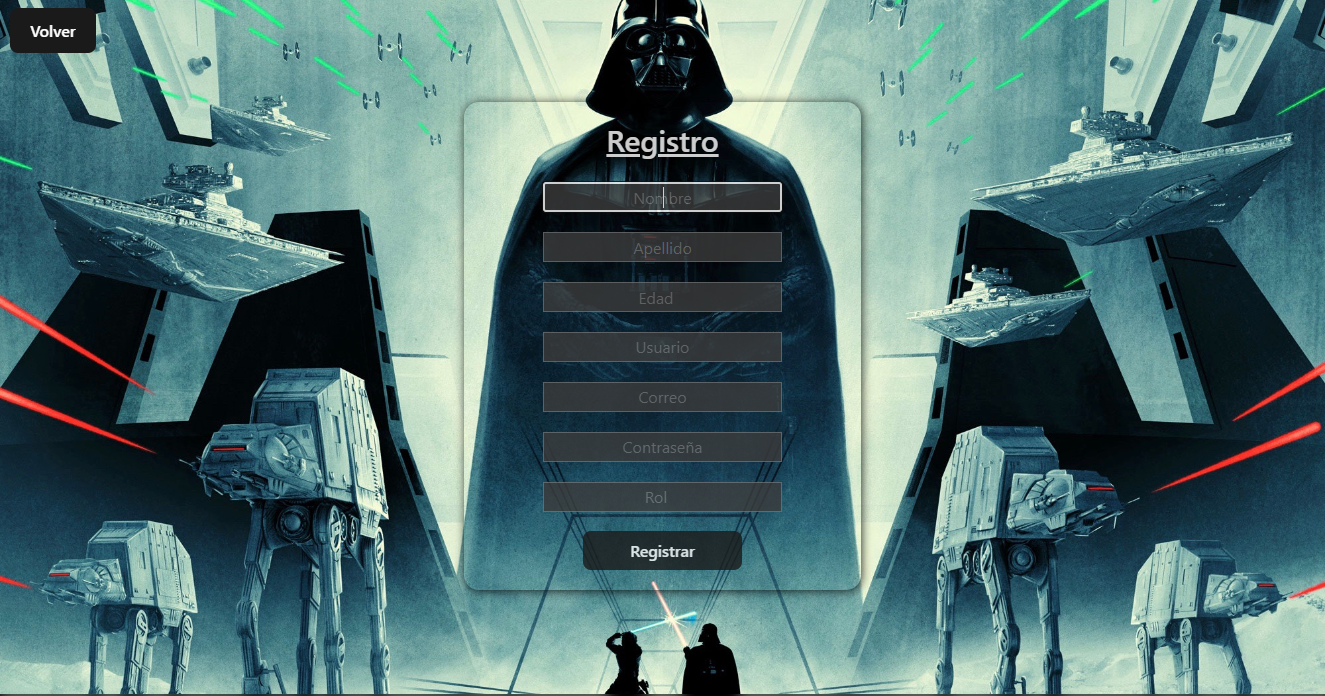 Volver
Registro
Nombre
Apellido
Edad
Usuario
Correo
Contraseña
Rol
Registrar